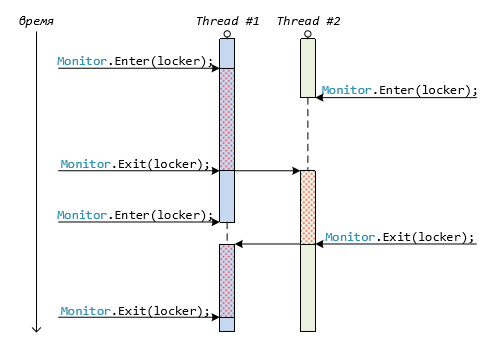 время
Thread #1
Thread #2
Monitor.Enter(locker);
Monitor.Enter(locker);
Monitor.Exit(locker);
Monitor.Enter(locker);
Monitor.Exit(locker);
Monitor.Exit(locker);